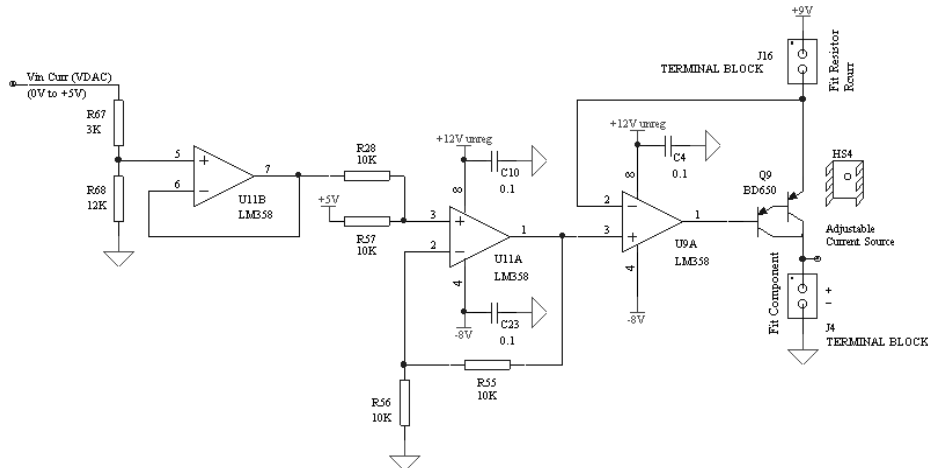 +9V
J16
TERMINAL BLOCK
Fit Resistor
Rcurr
Vin Curr (VDAC)
(0V to +5V)
R67
3K
R68
12K
5
6
7
U11B
LM358
R28
10K
+5V
R57
10K
+12V unreg
C10
0.1
8
3
2
1
4
U11A
LM358
C23
0.1
-8V
R55
10K
R56
10K
+12V unreg
C4
0.1
8
2
3
1
4
U9A
LM358
-8V
Q9
BD650
HS4
Adjustable
Current Source
Fit Component
+
-
J4
TERMINAL BLOCK